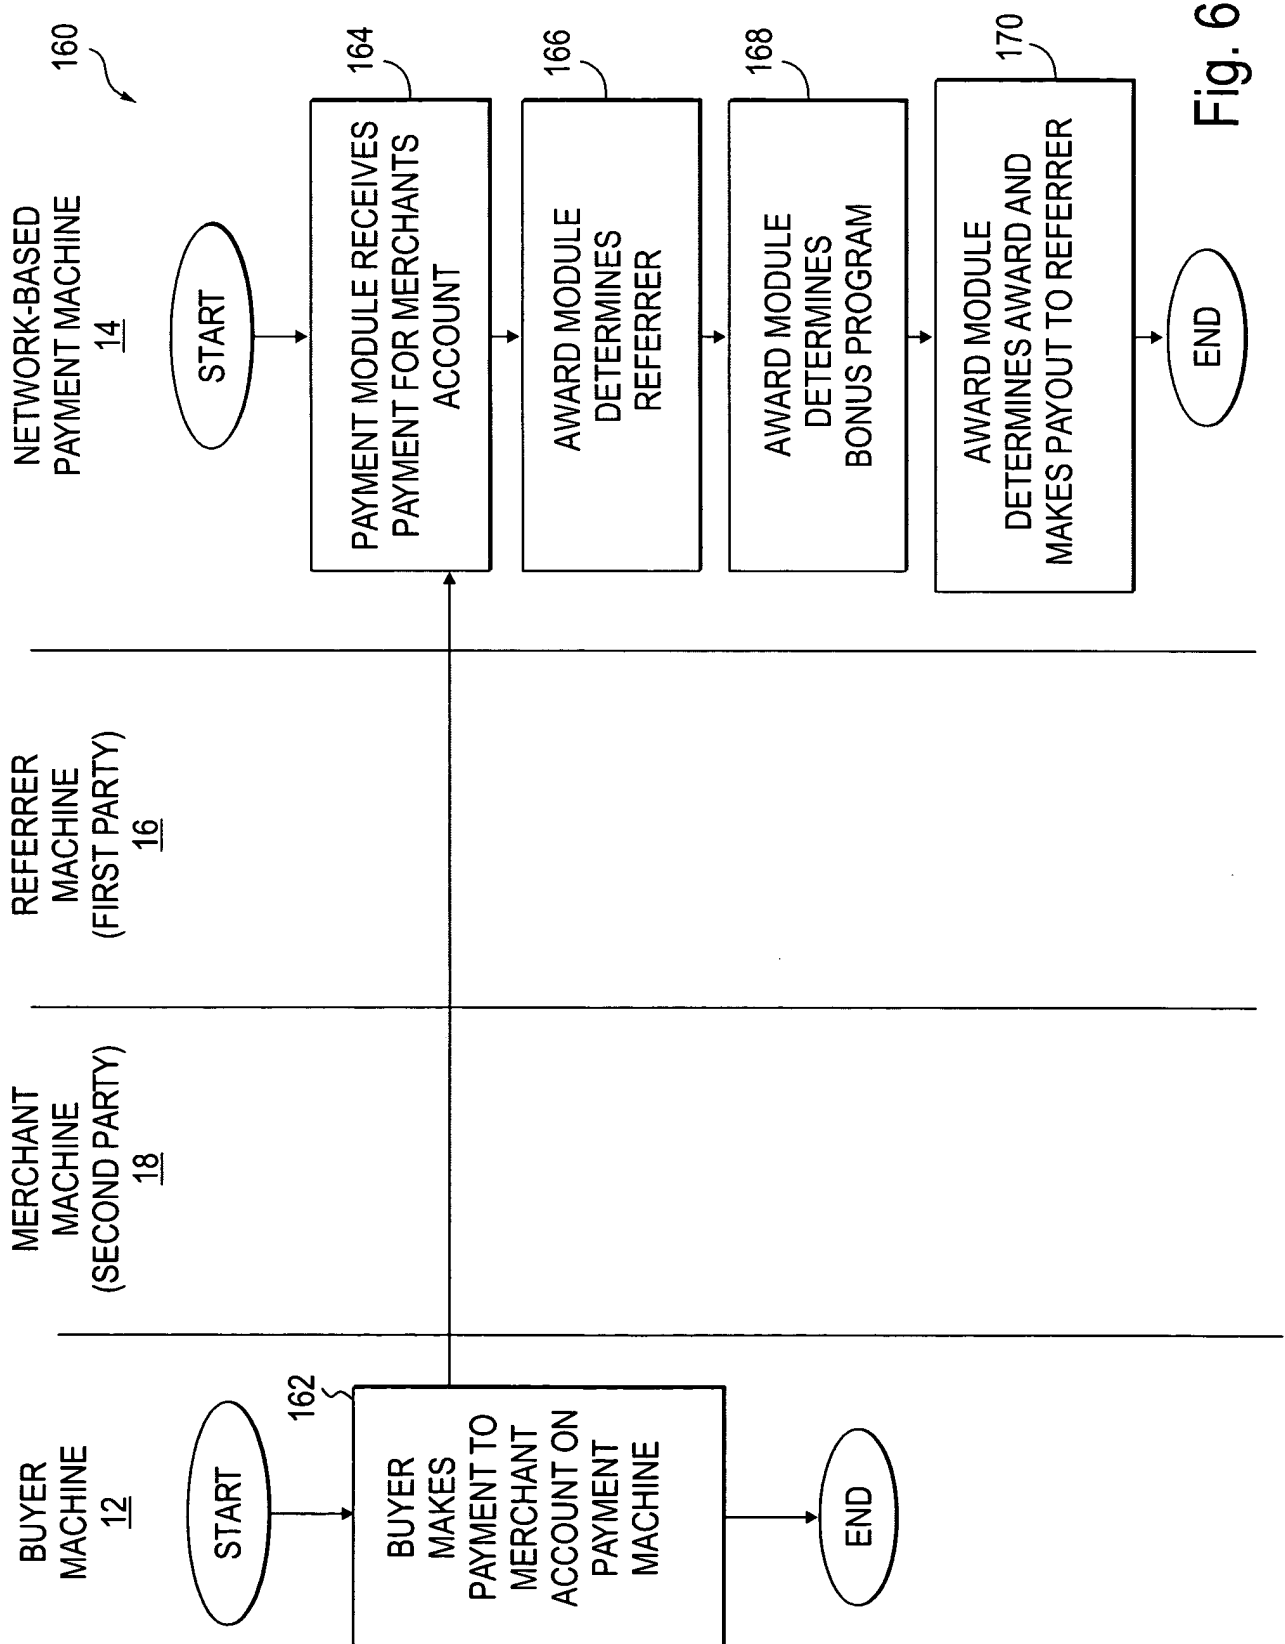 160
BUYER
MACHINE
12
MERCHANT
MACHINE
(SECOND PARTY)
18
REFERRER
MACHINE
(FIRST PARTY)
16
NETWORK-BASED
PAYMENT MACHINE
14
START
162
BUYER
MAKES
PAYMENT TO
MERCHANT
ACCOUNT ON
PAYMENT
MACHINE
END
START
164
PAYMENT MODULE RECEIVES
PAYMENT FOR MERCHANTS
ACCOUNT
166
AWARD MODULE
DETERMINES
REFERRER
168
AWARD MODULE
DETERMINES
BONUS PROGRAM
170
AWARD MODULE
DETERMINES AWARD AND
MAKES PAYOUT TO REFERRER
END
Fig. 6